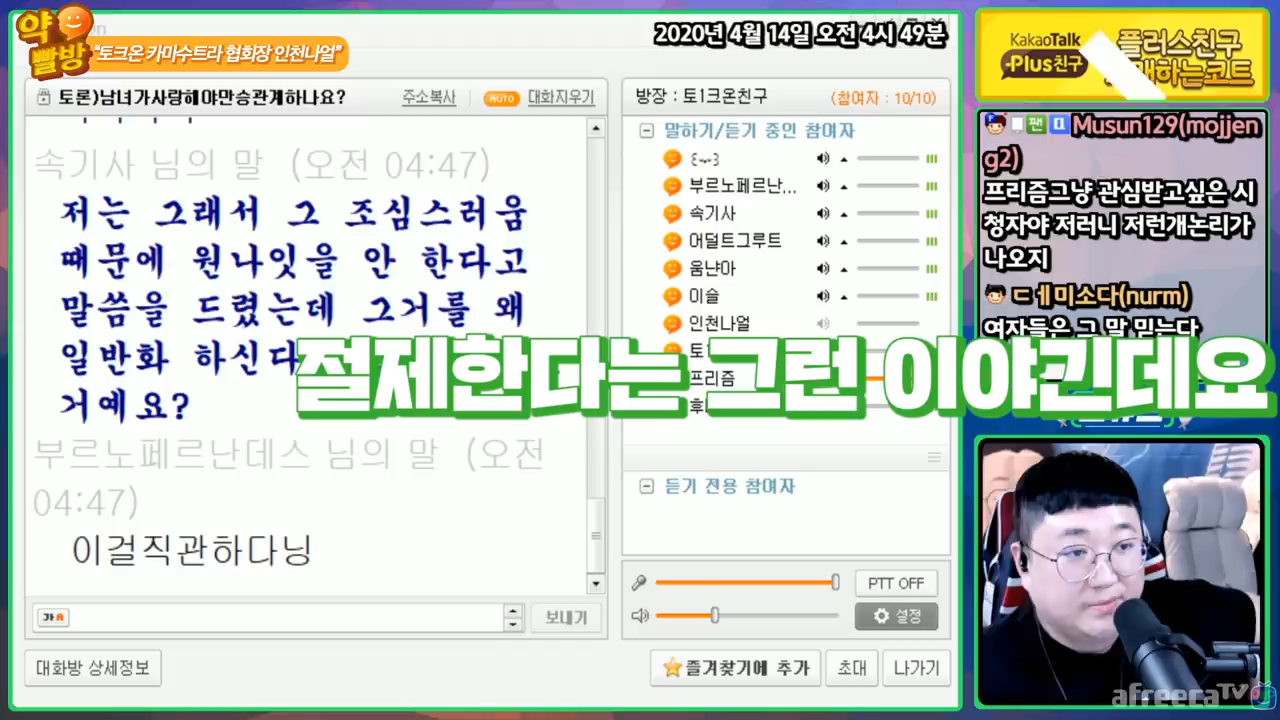 약빨방
"토크온 카마수트라 협회장 인천나얼"
2020년 4월 14일 오전 4시 49분
토론)남녀가사랑해야만승관계하나요?
주소복사
AUTO 대화지우기
속기사 님의 말 (오전 04:47)
저는 그래서 그 조심스러움
때문에 원나잇을 안 한다고
말씀을 드렸는데 그거를 왜
일반화 하신다
거예요?
부르노페르난데스 님의 말 (오전
04:47)
이걸직관하다닝
가A
보내기
대화방 상세정보
방장 : 토1크온친구
(참여자 : 10/10)
말하기/듣기 중인 참여자
부르노페르난...
속기사
어덜트그루트
움냔아
이슬
인천나얼
프리즘
절제한다는 그런 이야긴데요
듣기 전용 참여자
PTT OFF
설정
즐겨찾기에 추가
초대
나가기
KakaoTalk
Plus친구
플러스친구
하는코트
팬
Musun129(mojjen
g2)
프리즘그냥 관심받고싶은 시
청자야 저러니 저런개논리가
나오지
ㄷㅔ미소다(nurm)
여자들은 그 말 믿는다
afreecaTV